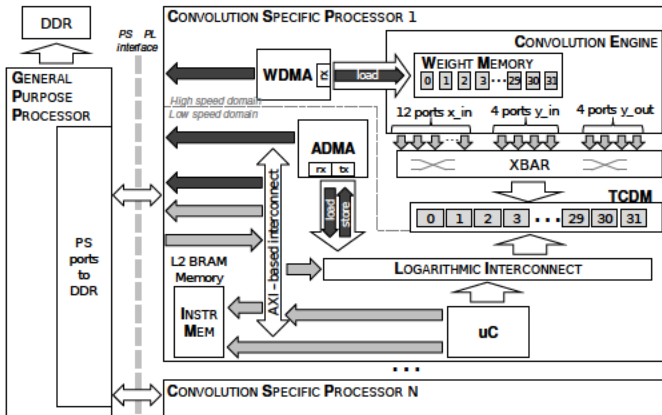 DDR
PS PL
interface
GENERAL
PURPOSE
PROCESSOR
PS
ports
to
DDR
CONVOLUTION SPECIFIC PROCESSOR 1
CONVOLUTION ENGINE
WEIGHT MEMORY
0 1 2 3 ... 29 30 31
WDMA
rx
load
High speed domain
Low speed domain
12 ports x_in
4 ports y_in
4 ports y_out
ADMA
rx tx
load
store
XBAR
TCDM
0 1 2 3 ... 29 30 31
AXI-based interconnect
L2 BRAM
Memory
LOGARITHMIC INTERCONNECT
INSTR
MEM
uC
...
CONVOLUTION SPECIFIC PROCESSOR N